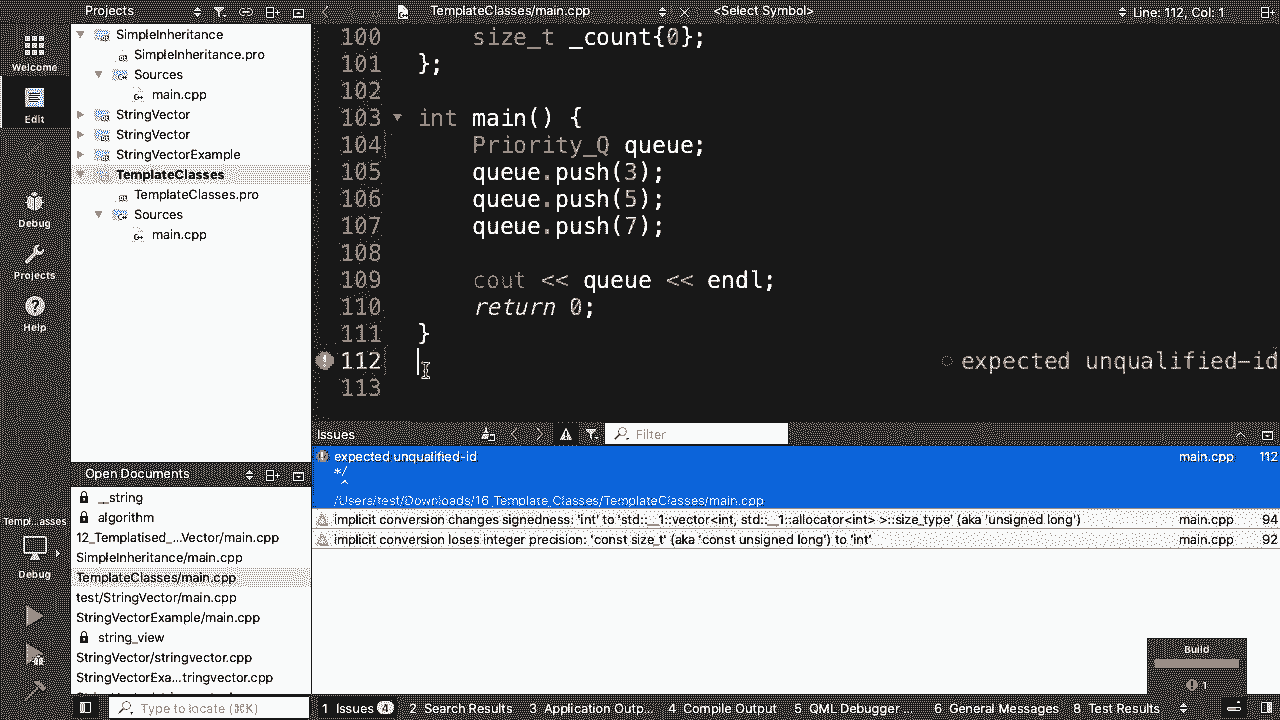 Projects
TemplateClasses/main.cpp
<Select Symbol>
Line: 112, Col: 1
Welcome
Edit
Debug
Projects
Help
SimpleInheritance
SimpleInheritance.pro
Sources
main.cpp
StringVector
StringVector
StringVectorExample
TemplateClasses
TemplateClasses.pro
Sources
main.cpp
100 size_t _count{0};
101 };
102
103 int main() {
104 Priority_Q queue;
105 queue.push(3);
106 queue.push(5);
107 queue.push(7);
108
109 cout << queue << endl;
110 return 0;
111 }
112 expected unqualified-id
113
Issues
Filter
expected unqualified-id main.cpp 112
*/
^
/Users/test/Downloads/16_Template_Classes/TemplateClasses/main.cpp
implicit conversion changes signedness: 'int' to 'std::__1::vector<int, std::__1::allocator<int> >::size_type' (aka 'unsigned long') main.cpp 94
implicit conversion loses integer precision: 'const size_t' (aka 'const unsigned long') to 'int' main.cpp 92
Open Documents
__string
algorithm
12_Templatised_...Vector/main.cpp
SimpleInheritance/main.cpp
TemplateClasses/main.cpp
test/StringVector/main.cpp
StringVectorExample/main.cpp
string_view
StringVector/stringvector.cpp
StringVectorExa...tringvector.cpp
Temp...asses
Debug
Build
1
Type to locate (⌘K)
1 Issues 4
2 Search Results
3 Application Outp...
4 Compile Output
5 QML Debugger ...
6 General Messages
8 Test Results